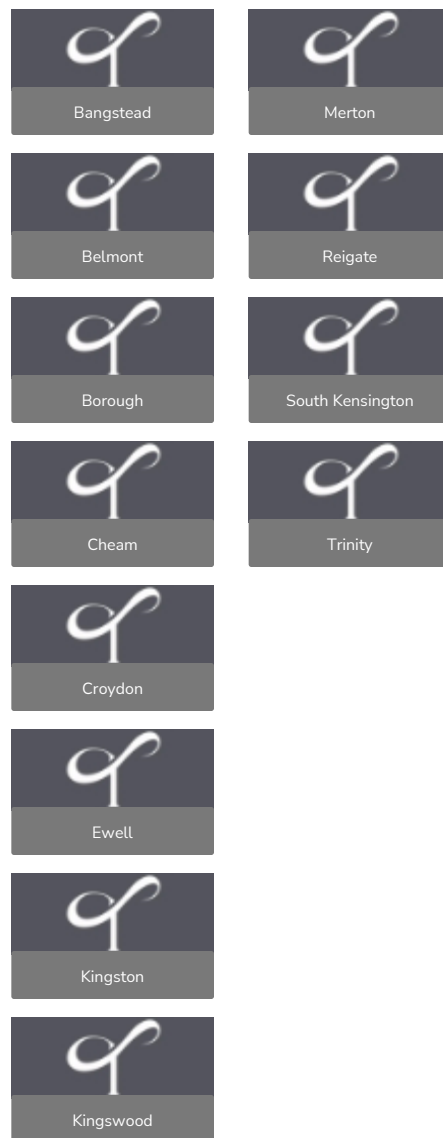 Bangstead
Belmont
Borough
Cheam
Croydon
Ewell
Kingston
Kingswood
Merton
Reigate
South Kensington
Trinity